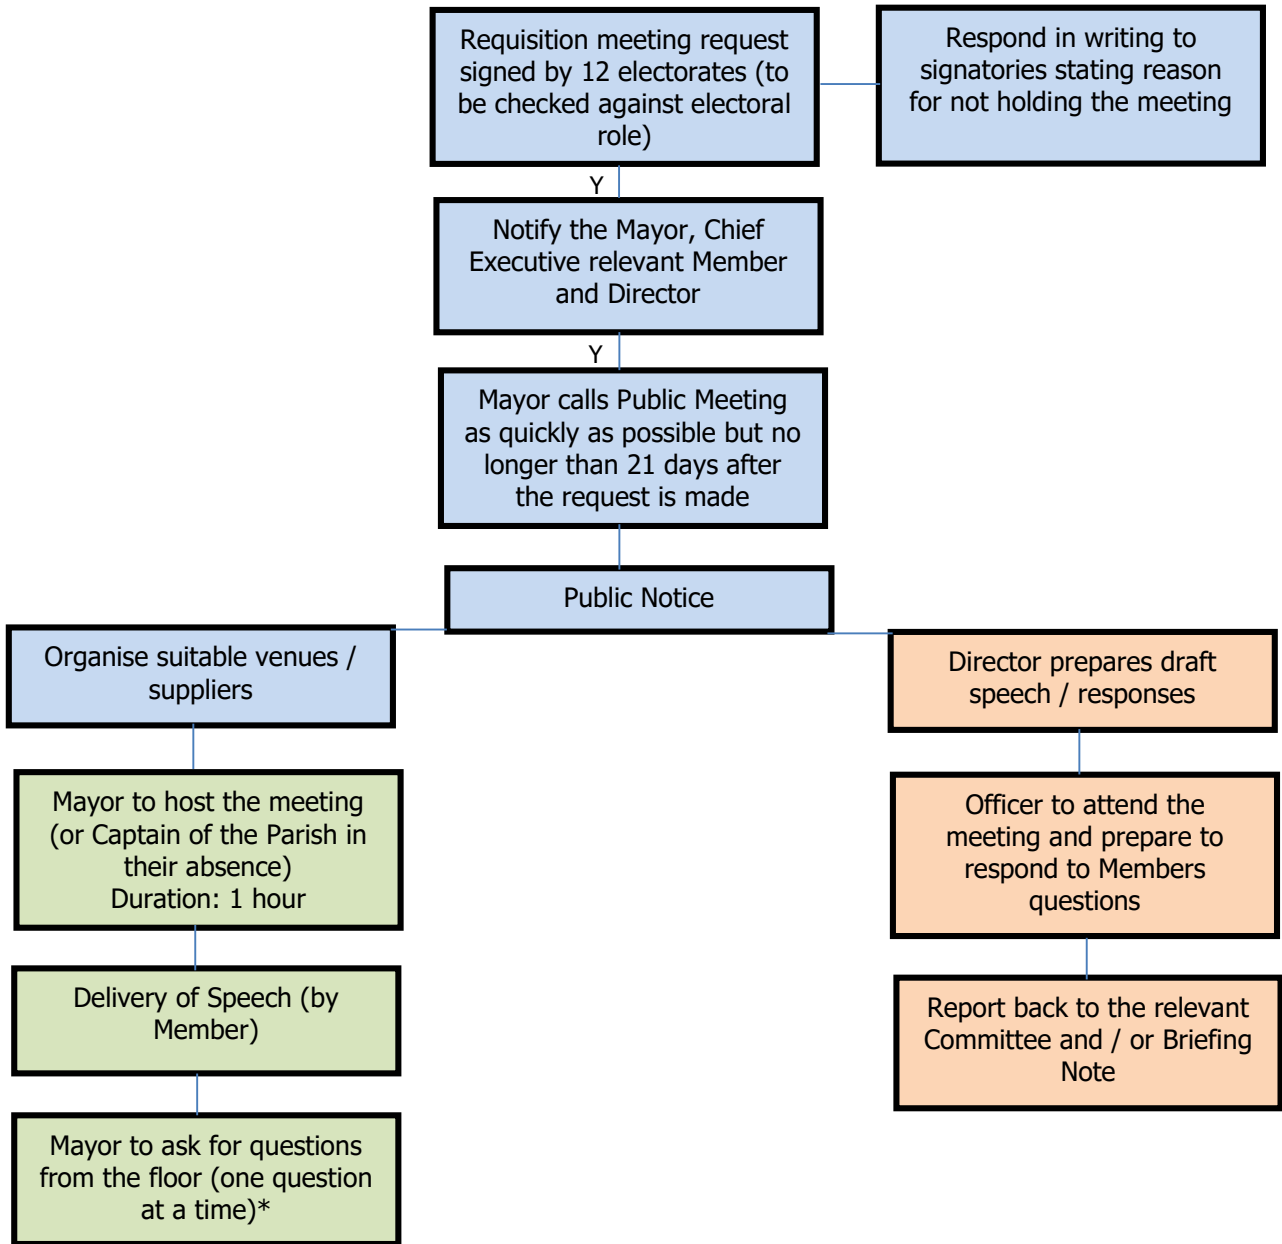 Requisition meeting request
signed by 12 electorates (to
be checked against electoral
role)
Respond in writing to
signatories stating reason
for not holding the meeting
Y
Notify the Mayor, Chief
Executive relevant Member
and Director
Y
Mayor calls Public Meeting
as quickly as possible but no
longer than 21 days after
the request is made
Public Notice
Organise suitable venues /
suppliers
Director prepares draft
speech / responses
Mayor to host the meeting
(or Captain of the Parish in
their absence)
Duration: 1 hour
Officer to attend the
meeting and prepare to
respond to Members
questions
Delivery of Speech (by
Member)
Report back to the relevant
Committee and / or Briefing
Note
Mayor to ask for questions
from the floor (one question
at a time)*